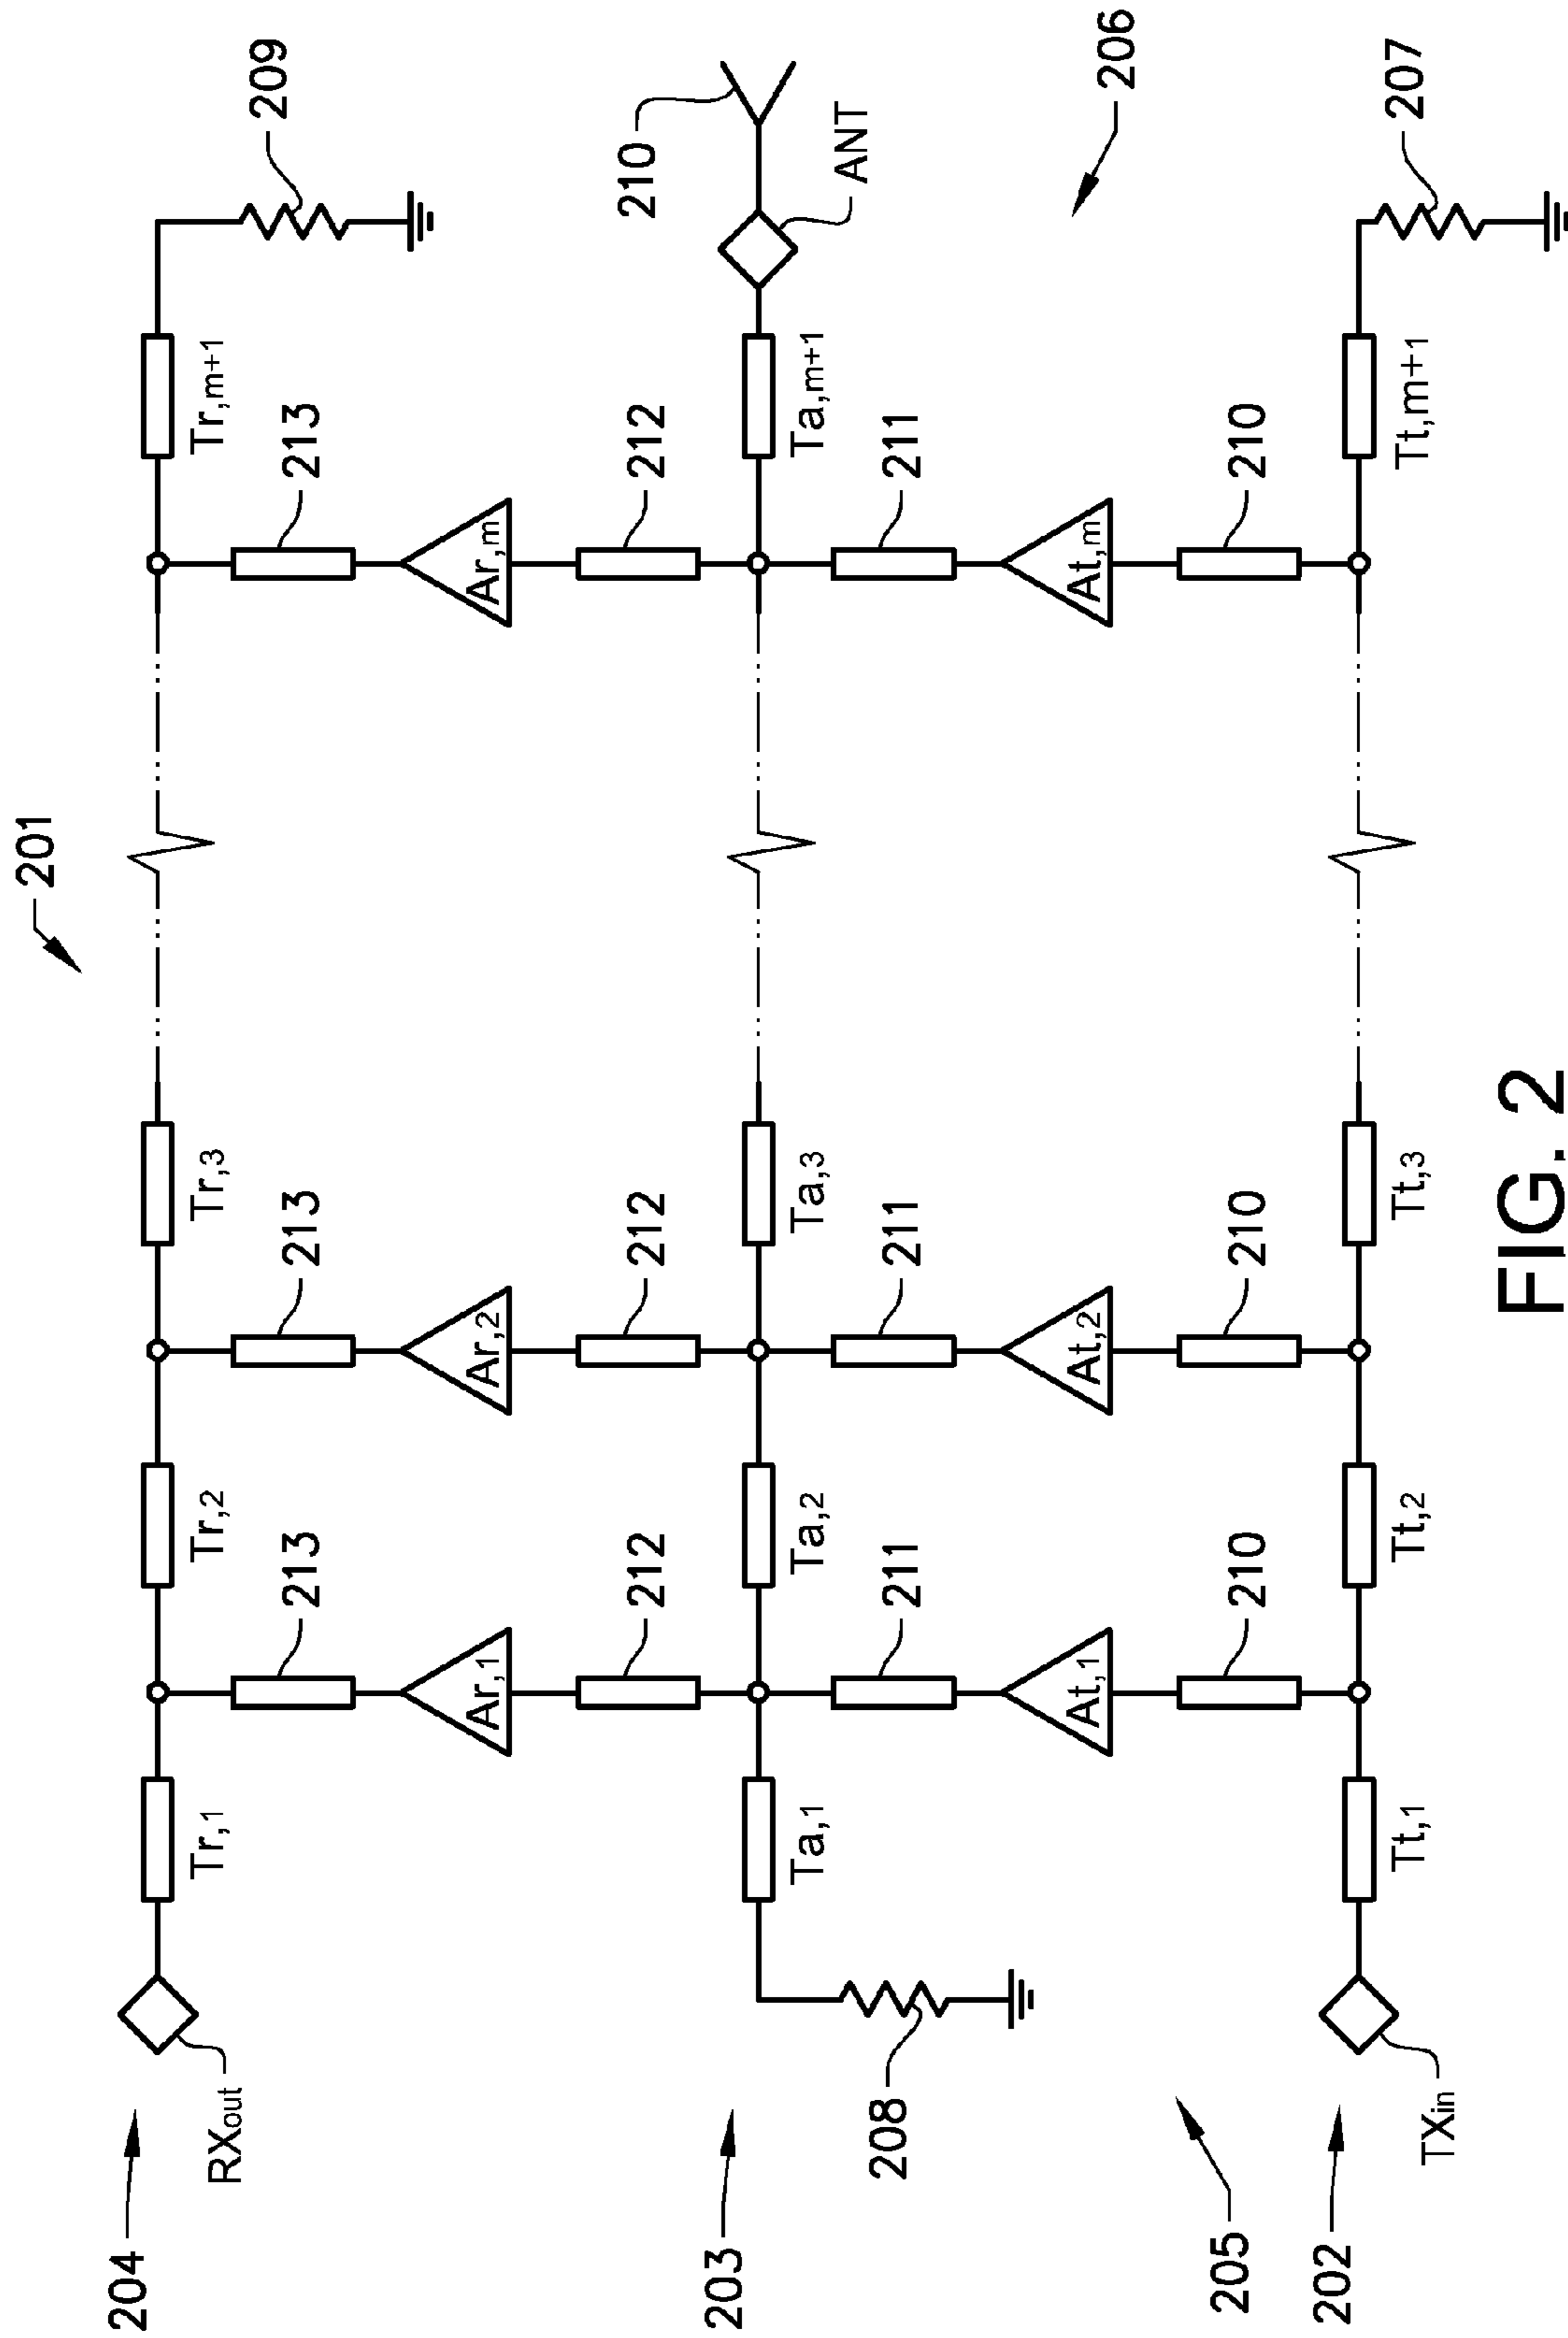 201
204
RXout
Tr,1
Tr,2
Tr,3
Tr,m+1
209
213
213
213
Ar,1
Ar,2
Ar,m
212
212
212
210
203
208
Ta,1
Ta,2
Ta,3
Ta,m+1
ANT
211
211
211
206
At,1
At,2
At,m
205
210
210
210
202
TXin
Tt,1
Tt,2
Tt,3
Tt,m+1
207
FIG. 2